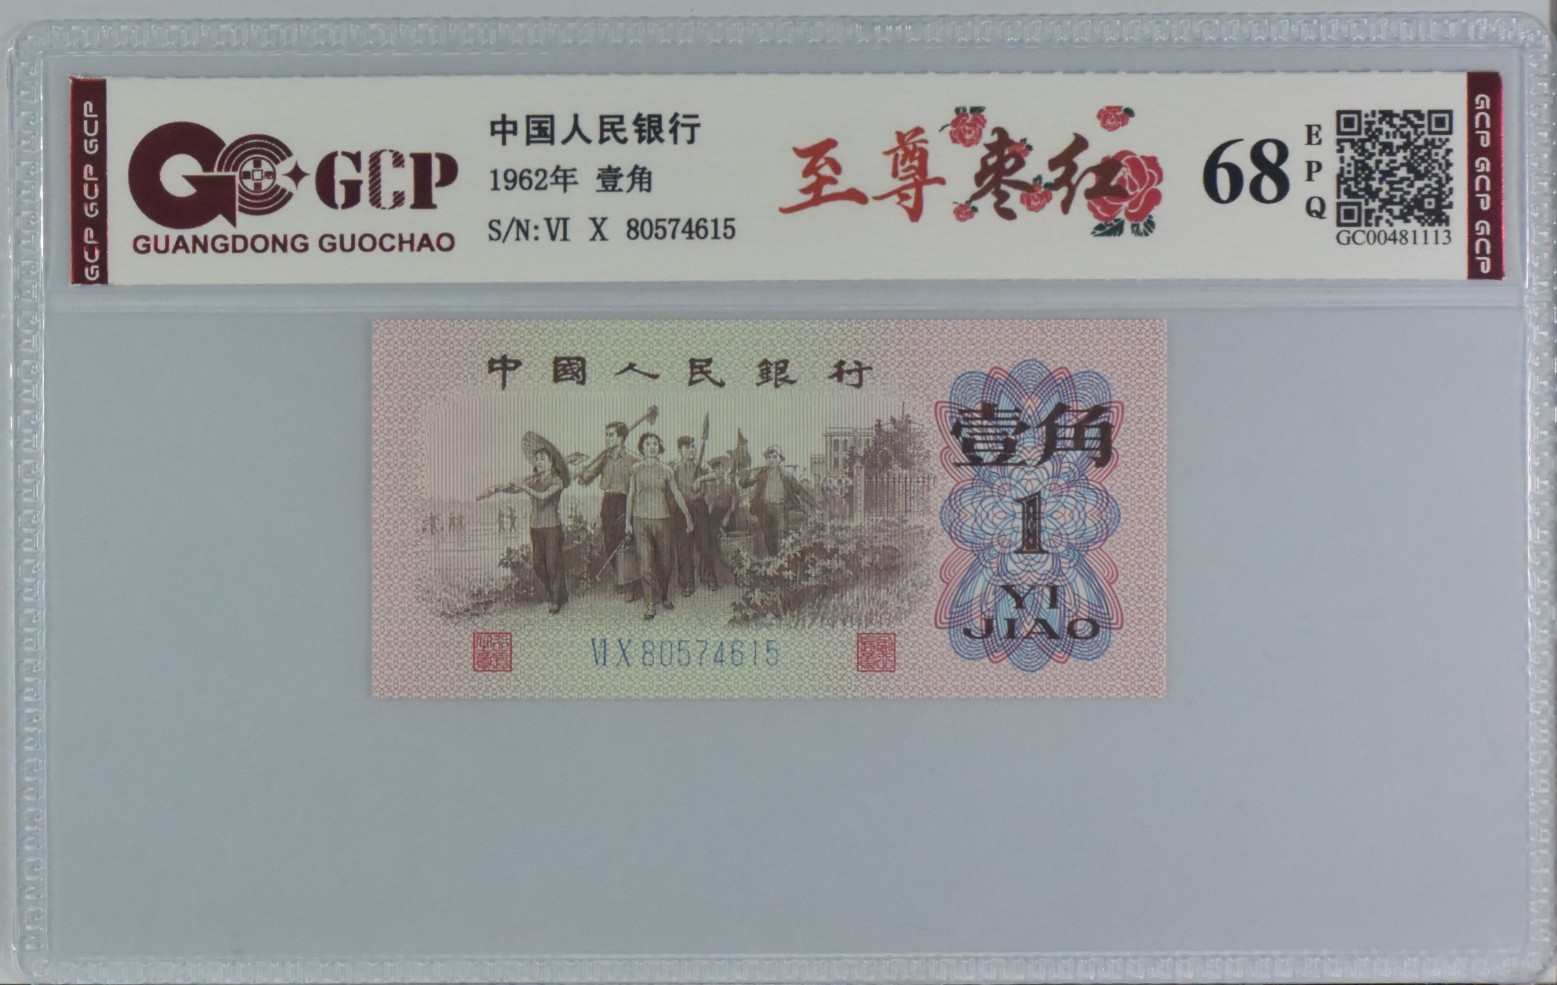 GCP
GUANGDONG GUOCHAO
中国人民银行
1962年 壹角
S/N:Ⅵ X 80574615
至尊枣红
68
EPQ
GC00481113
GCP GCP GCP
GCP GCP GCP
中國人民銀行
壹角
1
YI
JIAO
ⅥX80574615